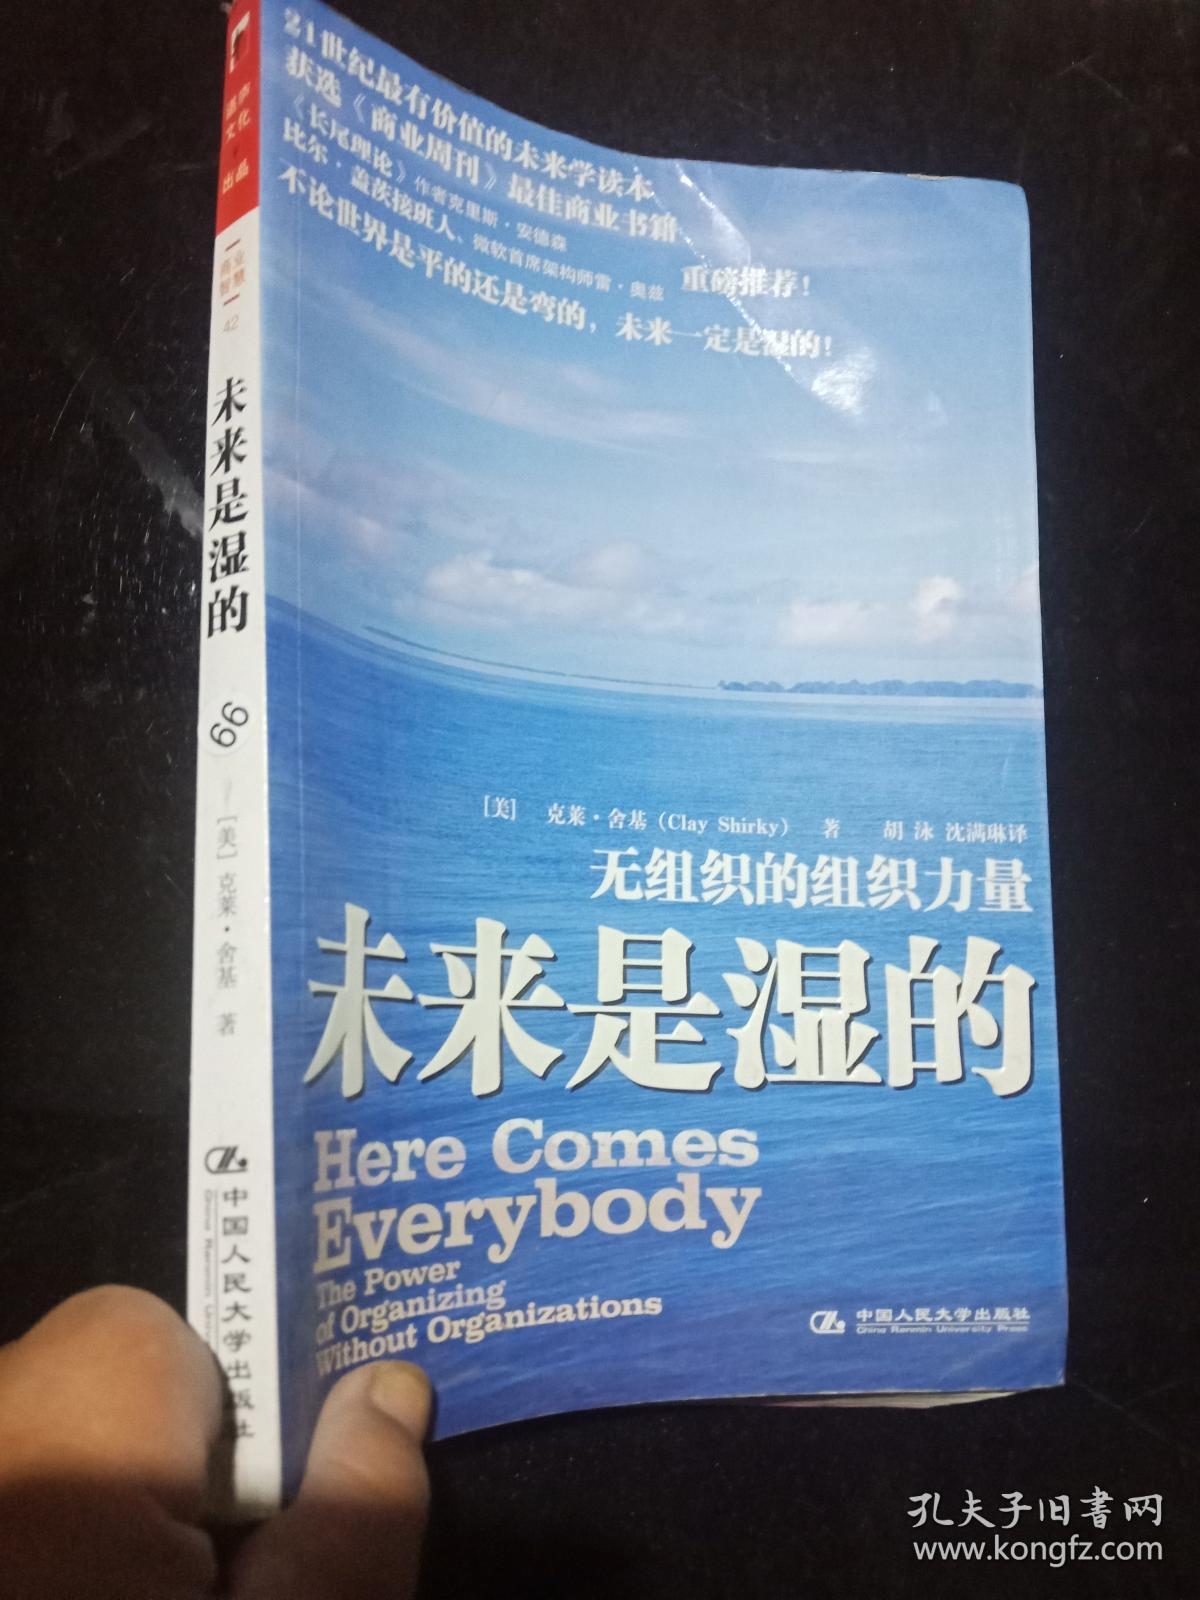 21世纪最有价值的未来学读本
获选《商业周刊》最佳商业书籍
《长尾理论》作者克里斯·安德森
比尔·盖茨接班人、微软首席架构师雷·奥兹 重磅推荐！
不论世界是平的还是弯的，未来一定是湿的！
[美] 克莱·舍基（Clay Shirky） 著 胡泳 沈满琳译
无组织的组织力量
未来是湿的
Here Comes
Everybody
The Power
of Organizing
Without Organizations
中国人民大学出版社
China Renmin University Press
文化
出品
商业
智慧
42
未来是湿的
99
[美]克莱·舍基 著
中国人民大学出版社
China Renmin Univ
孔夫子旧书网
www.kongfz.com